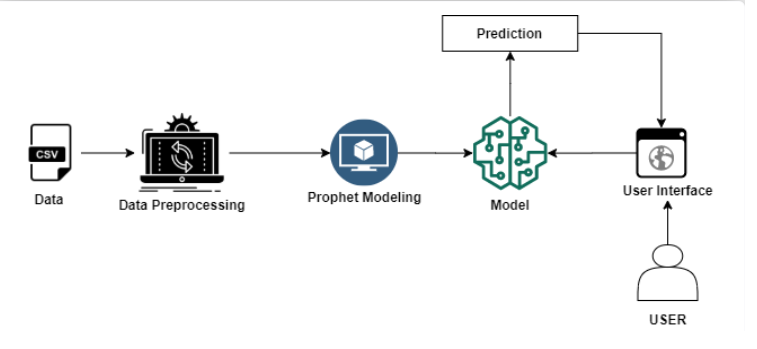 Prediction
CSV
Data
Data Preprocessing
Prophet Modeling
Model
User Interface
USER